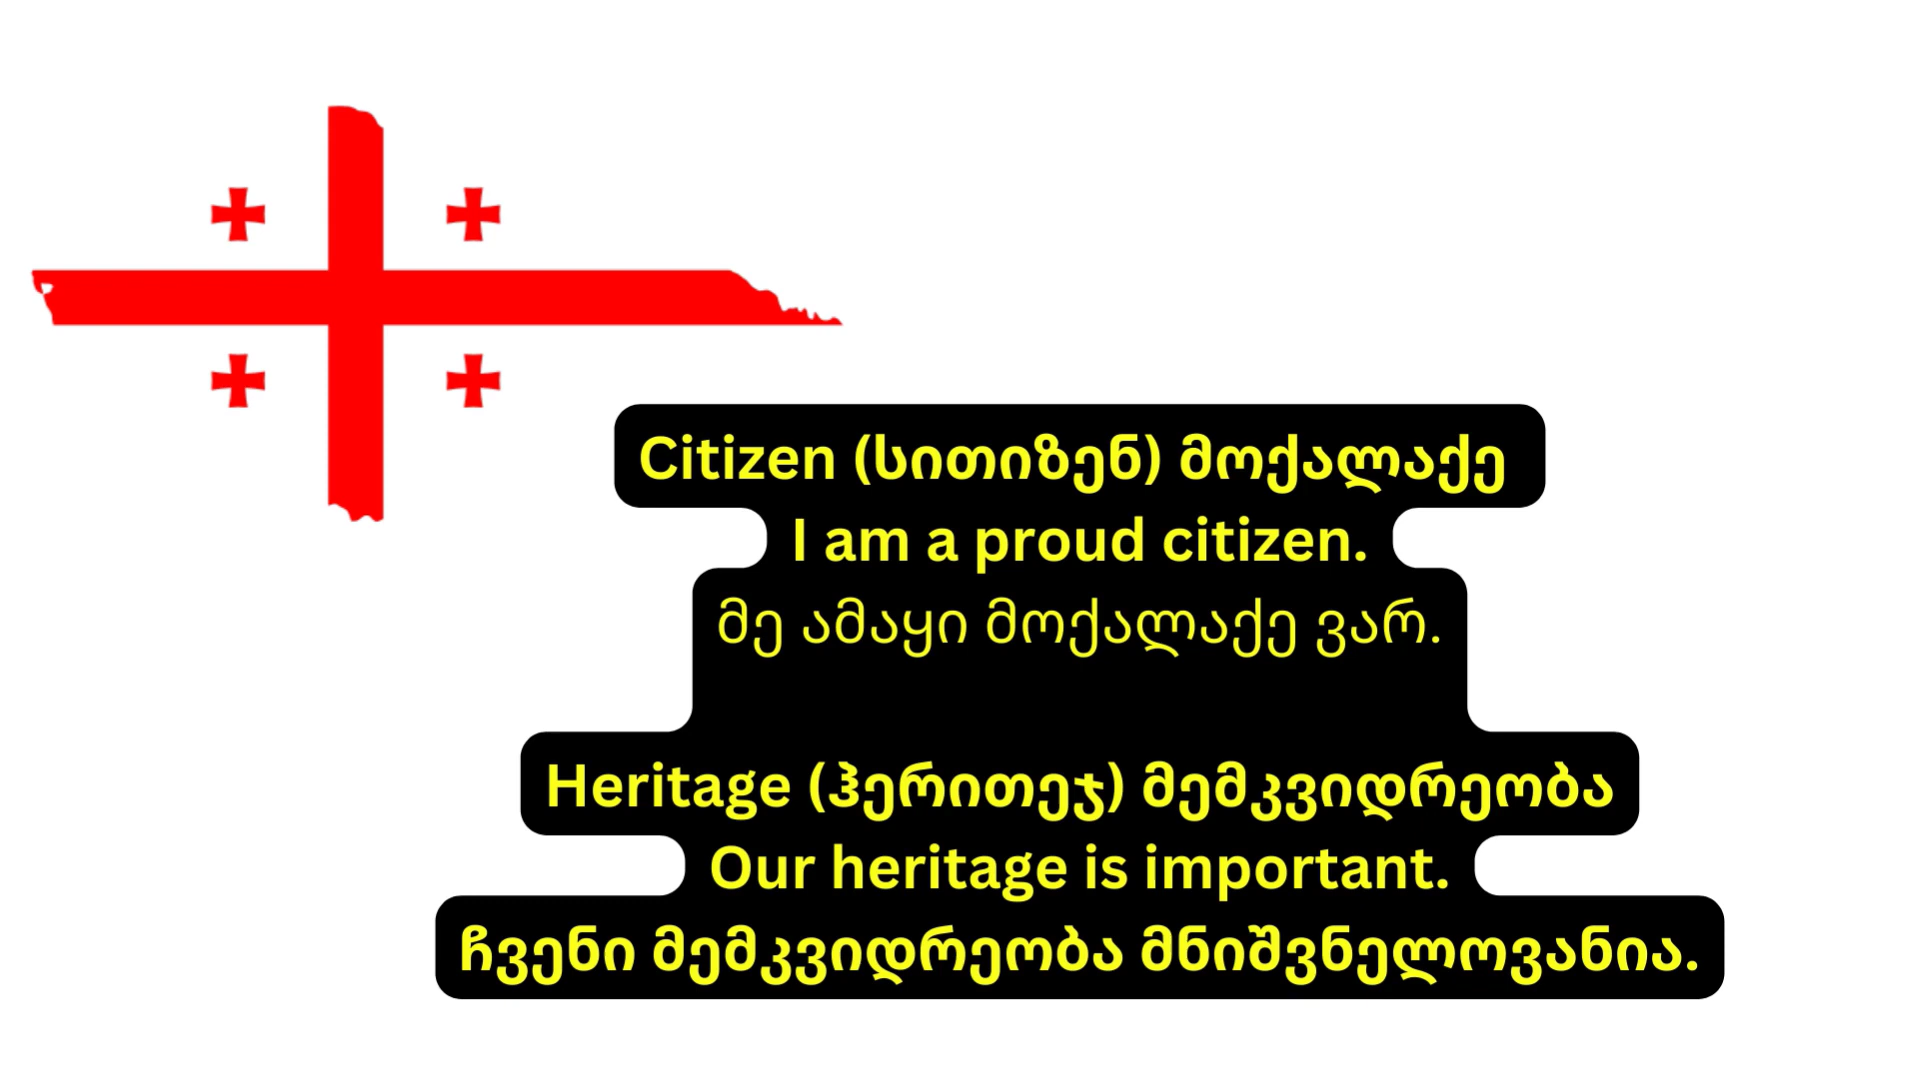 Citizen (სითიზენ) მოქალაქე
I am a proud citizen.
მე ამაყი მოქალაქე ვარ.
Heritage (ჰერითეჯ) მემკვიდრეობა
Our heritage is important.
ჩვენი მემკვიდრეობა მნიშვნელოვანია.